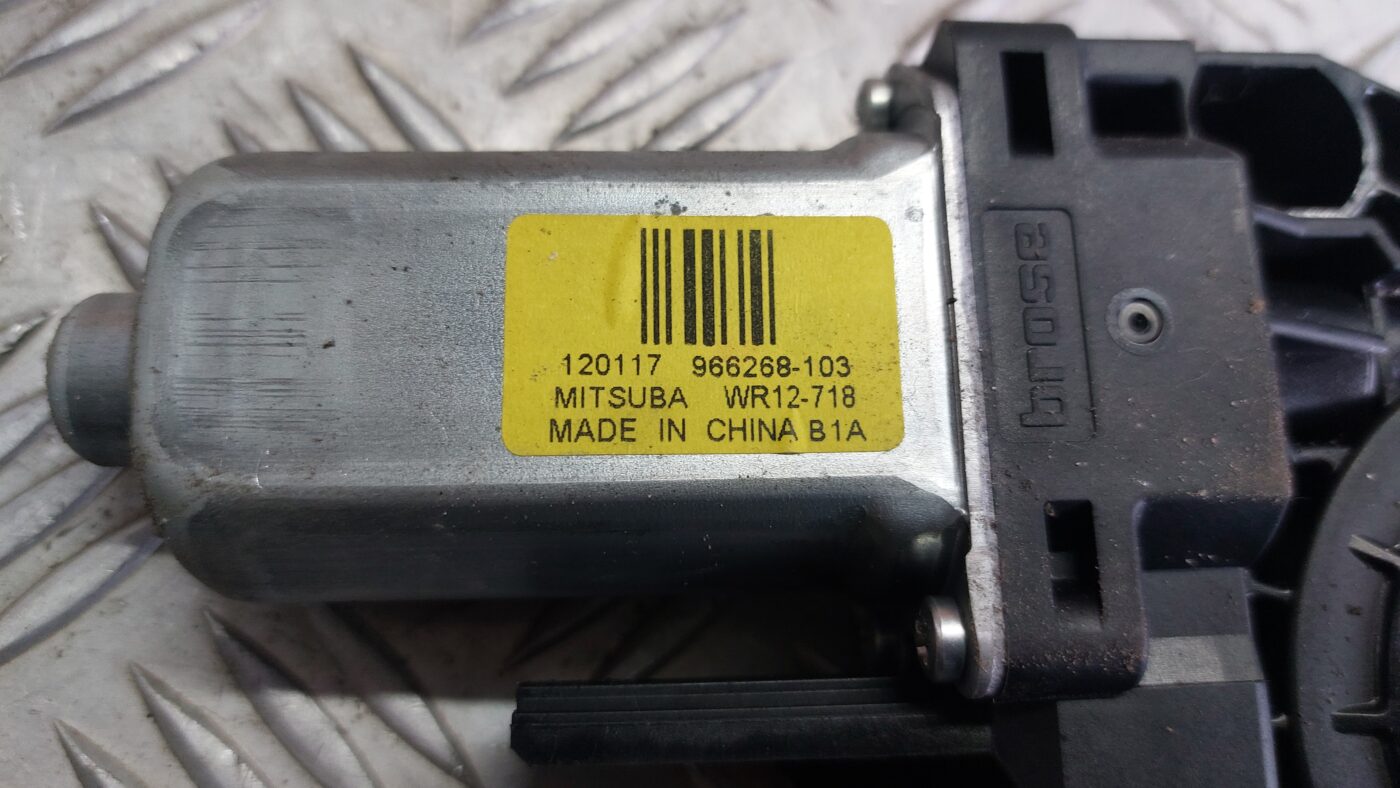 120117 966268-103
MITSUBA WR12-718
MADE IN CHINA B1A
brose